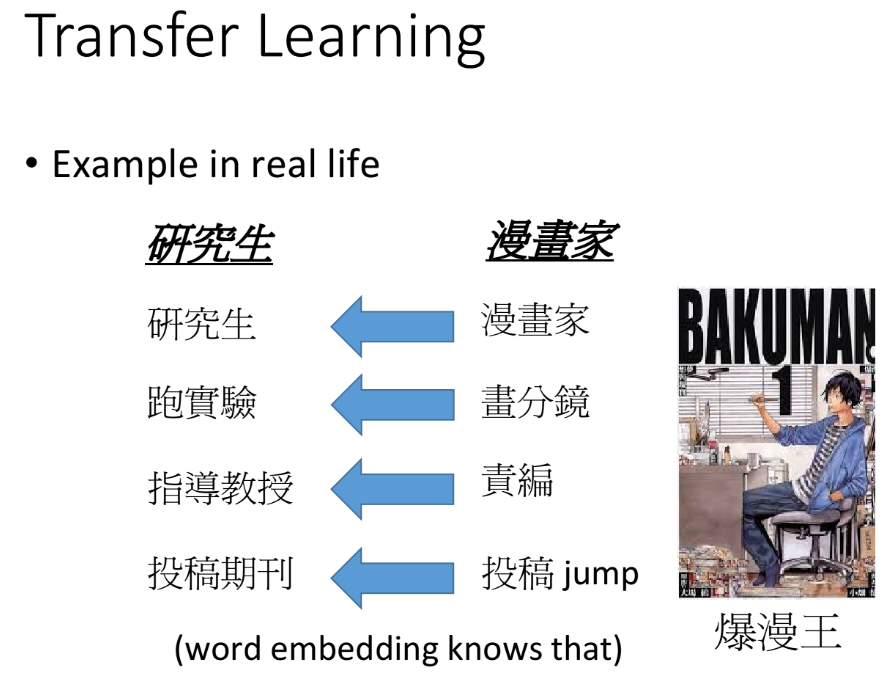 Transfer Learning
• Example in real life
研究生 漫畫家
研究生 漫畫家
跑實驗 畫分鏡
指導教授 責編
投稿期刊 投稿 jump
(word embedding knows that)
BAKUMAN
1
爆漫王